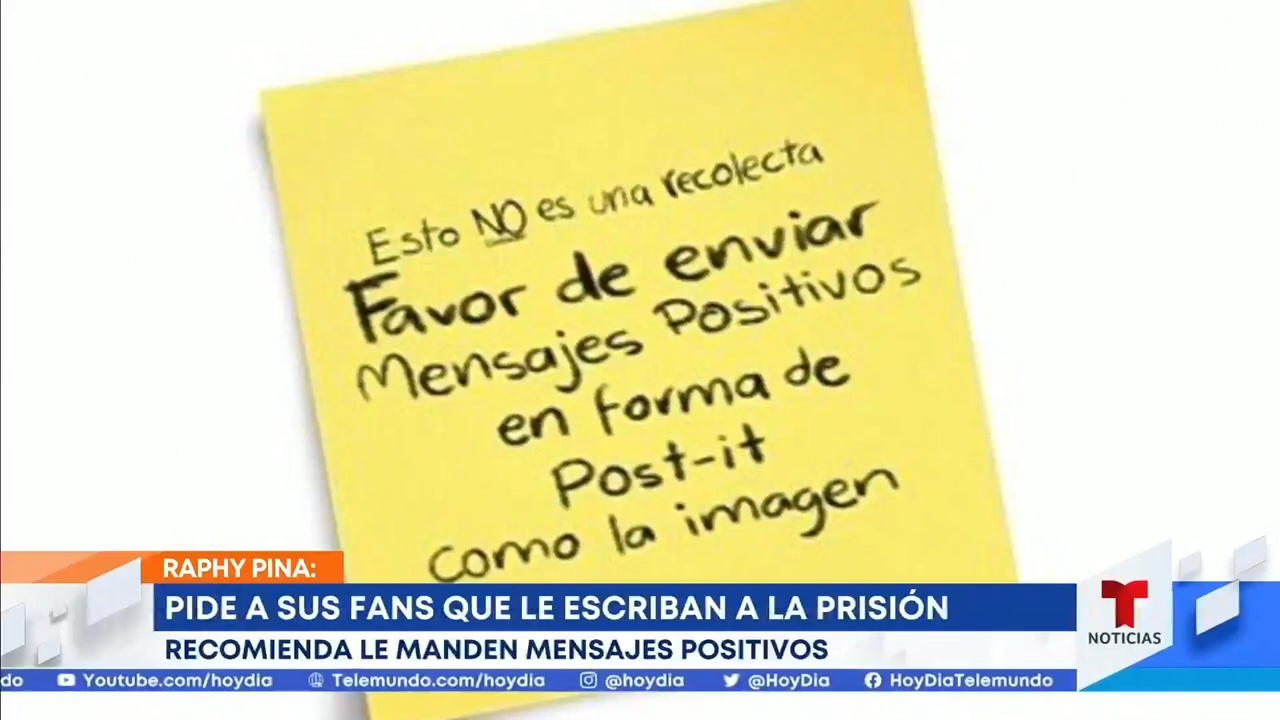 Esto NO es una recolecta
Favor de enviar
Mensajes Positivos
en forma de
Post-it
como la imagen
RAPHY PINA:
PIDE A SUS FANS QUE LE ESCRIBAN A LA PRISIÓN
RECOMIENDA LE MANDEN MENSAJES POSITIVOS
NOTICIAS
do Youtube.com/hoydia Telemundo.com/hoydia @hoydia @HoyDia HoyDiaTelemundo